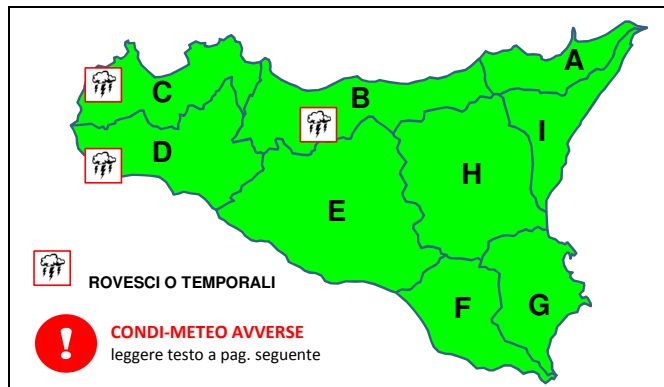 A
C
B
I
D
H
E
F
G
ROVESCI O TEMPORALI
CONDI-METEO AVVERSE
leggere testo a pag. seguente